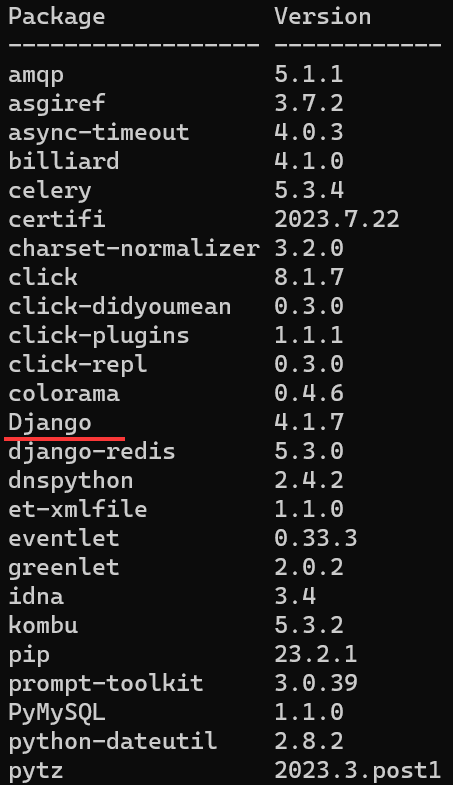 Package Version
------------------ ------------
amqp 5.1.1
asgiref 3.7.2
async-timeout 4.0.3
billiard 4.1.0
celery 5.3.4
certifi 2023.7.22
charset-normalizer 3.2.0
click 8.1.7
click-didyoumean 0.3.0
click-plugins 1.1.1
click-repl 0.3.0
colorama 0.4.6
Django 4.1.7
django-redis 5.3.0
dnspython 2.4.2
et-xmlfile 1.1.0
eventlet 0.33.3
greenlet 2.0.2
idna 3.4
kombu 5.3.2
pip 23.2.1
prompt-toolkit 3.0.39
PyMySQL 1.1.0
python-dateutil 2.8.2
pytz 2023.3.post1